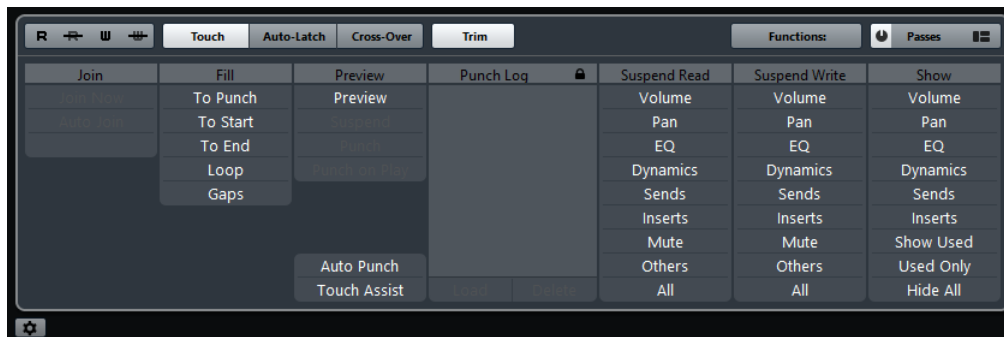 R R W W Touch Auto-Latch Cross-Over Trim Functions: Passes
Join Fill Preview Punch Log Suspend Read Suspend Write Show
Join Now To Punch Preview Volume Volume Volume
Auto Join To Start Suspend Pan Pan Pan
To End Punch EQ EQ EQ
Loop Punch on Play Dynamics Dynamics Dynamics
Gaps Sends Sends Sends
Inserts Inserts Inserts
Mute Mute Show Used
Auto Punch Others Others Used Only
Touch Assist Load Delete All All Hide All